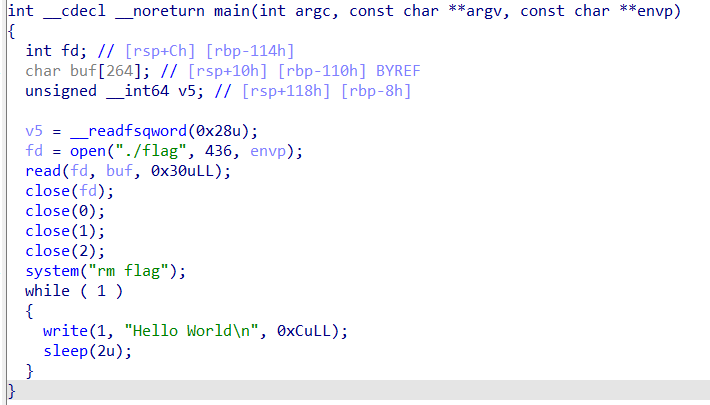 int __cdecl __noreturn main(int argc, const char **argv, const char **envp)
{
int fd; // [rsp+Ch] [rbp-114h]
char buf[264]; // [rsp+10h] [rbp-110h] BYREF
unsigned __int64 v5; // [rsp+118h] [rbp-8h]
v5 = __readfsqword(0x28u);
fd = open("./flag", 436, envp);
read(fd, buf, 0x30uLL);
close(fd);
close(0);
close(1);
close(2);
system("rm flag");
while ( 1 )
{
write(1, "Hello World\n", 0xCuLL);
sleep(2u);
}
}